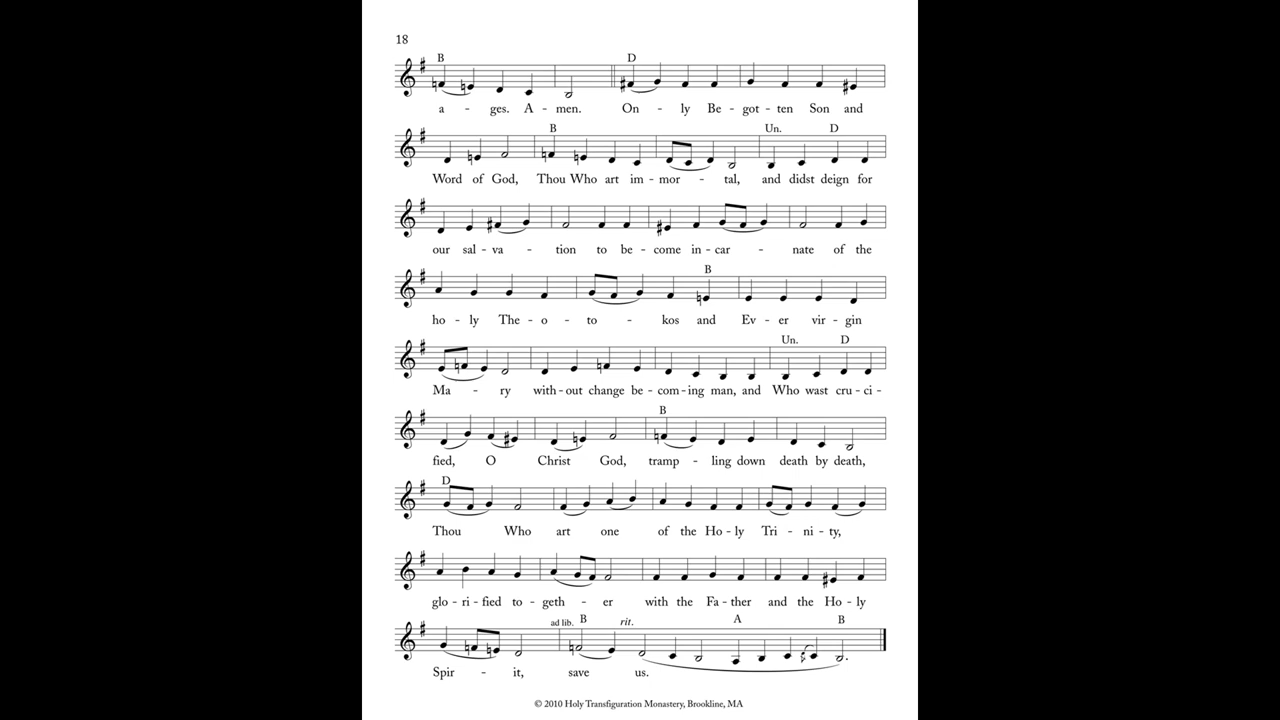 18
B D
a - ges. A - men. On - ly Be - got - ten Son and
B Un. D
Word of God, Thou Who art im - mor - tal, and didst deign for
our sal - va - tion to be - come in - car - nate of the
B
ho - ly The - o - to - kos and Ev - er vir - gin
Un. D
Ma - ry with - out change be - com - ing man, and Who wast cru - ci -
B
fied, O Christ God, tramp - ling down death by death,
D
Thou Who art one of the Ho - ly Tri - ni - ty,
glo - ri - fied to - geth - er with the Fa - ther and the Ho - ly
ad lib. B rit. A B
Spir - it, save us.
© 2010 Holy Transfiguration Monastery, Brookline, MA